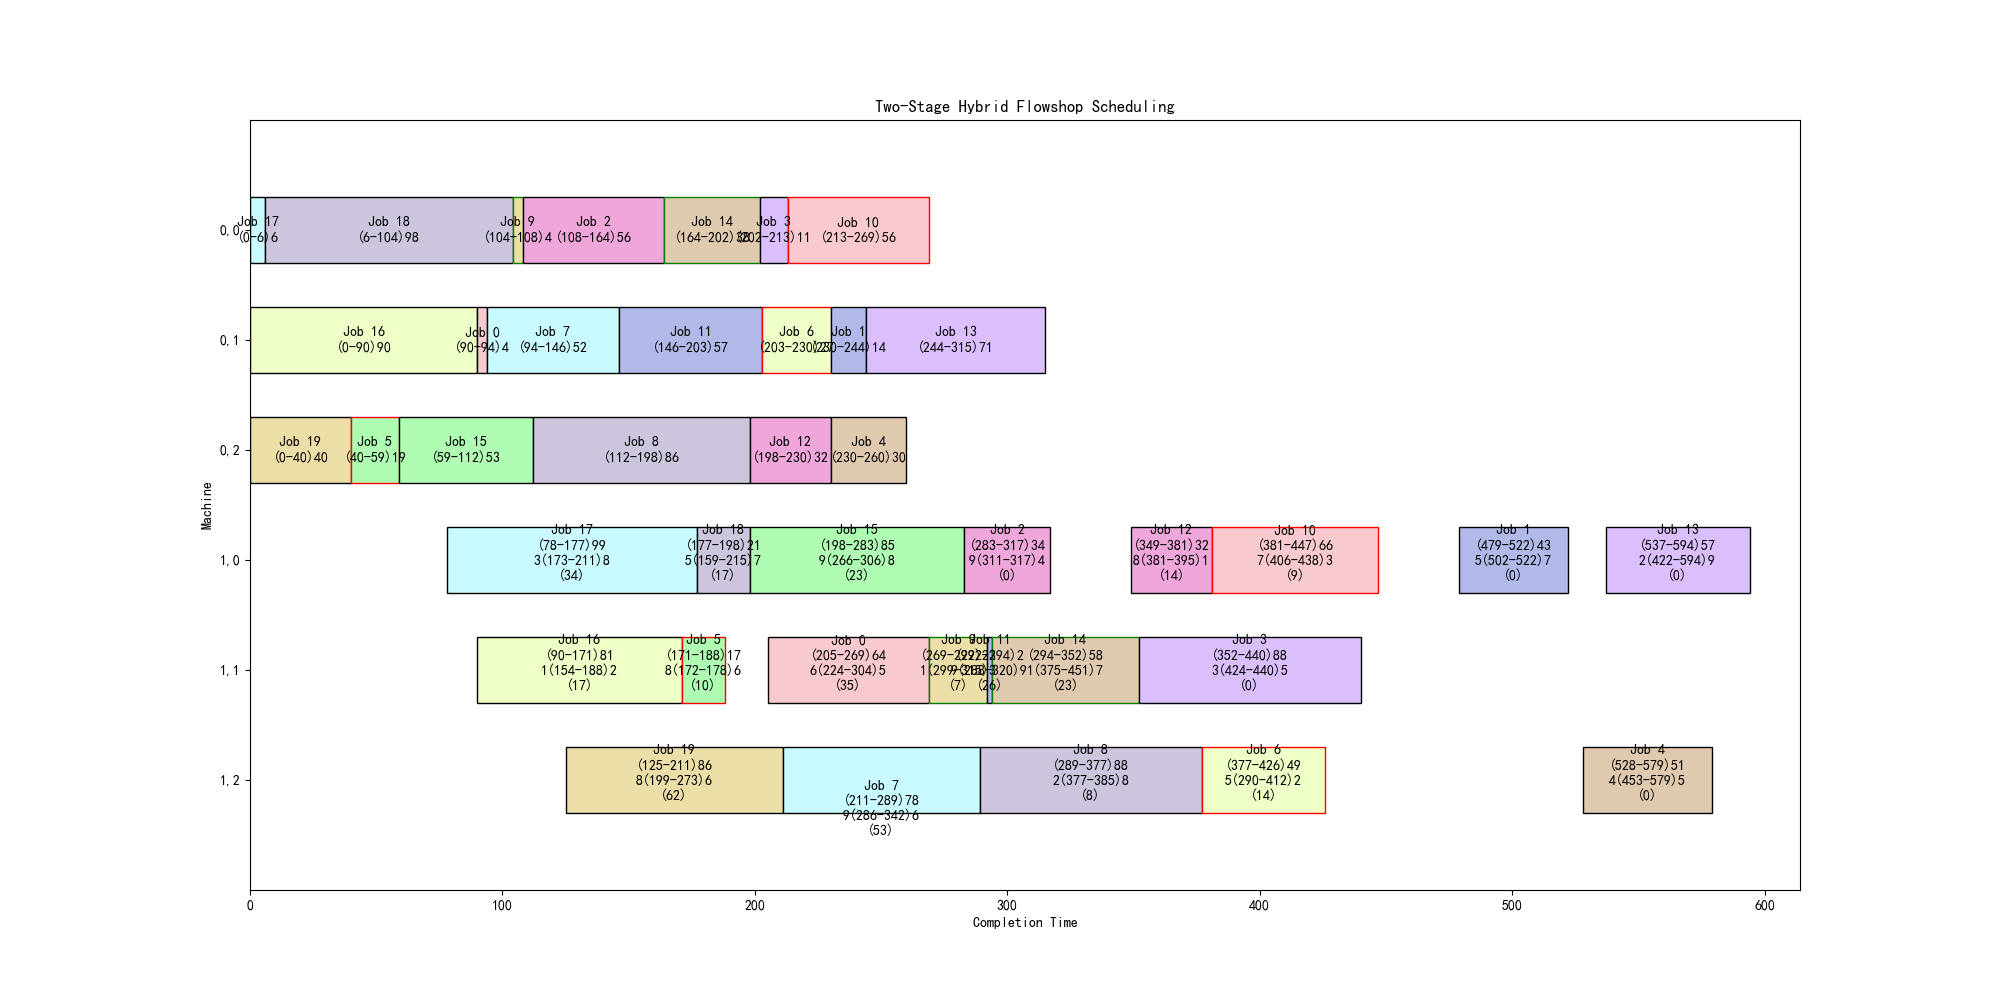 Two-Stage Hybrid Flowshop Scheduling
Machine
0,0
Job 17
(0-6)6
Job 18
(6-104)98
Job 9
(104-108)4
Job 2
(108-164)56
Job 14
(164-202)38
Job 3
(202-213)11
Job 10
(213-269)56
0,1
Job 16
(0-90)90
Job 0
(90-94)4
Job 7
(94-146)52
Job 11
(146-203)57
Job 6
(203-230)27
Job 1
(230-244)14
Job 13
(244-315)71
0,2
Job 19
(0-40)40
Job 5
(40-59)19
Job 15
(59-112)53
Job 8
(112-198)86
Job 12
(198-230)32
Job 4
(230-260)30
1,0
Job 17
(78-177)99
3(173-211)8
(34)
Job 18
(177-198)21
5(159-215)7
(17)
Job 15
(198-283)85
9(266-306)8
(23)
Job 2
(283-317)34
9(311-317)4
(0)
Job 12
(349-381)32
8(381-395)1
(14)
Job 10
(381-447)66
7(406-438)3
(9)
Job 1
(479-522)43
5(502-522)7
(0)
Job 13
(537-594)57
2(422-594)9
(0)
1,1
Job 16
(90-171)81
1(154-188)2
(17)
Job 5
(171-188)17
8(172-178)6
(10)
Job 0
(205-269)64
6(224-304)5
(35)
Job 9
(269-292)23
(7)
Job 11
(292-294)2
(26)
Job 14
(294-352)58
1(375-451)7
(23)
Job 3
(352-440)88
3(424-440)5
(0)
1,2
Job 19
(125-211)86
8(199-273)6
(62)
Job 7
(211-289)78
9(286-342)6
(53)
Job 8
(289-377)88
2(377-385)8
(8)
Job 6
(377-426)49
5(290-412)2
(14)
Job 4
(528-579)51
4(453-579)5
(0)
0
100
200
300
400
500
600
Completion Time